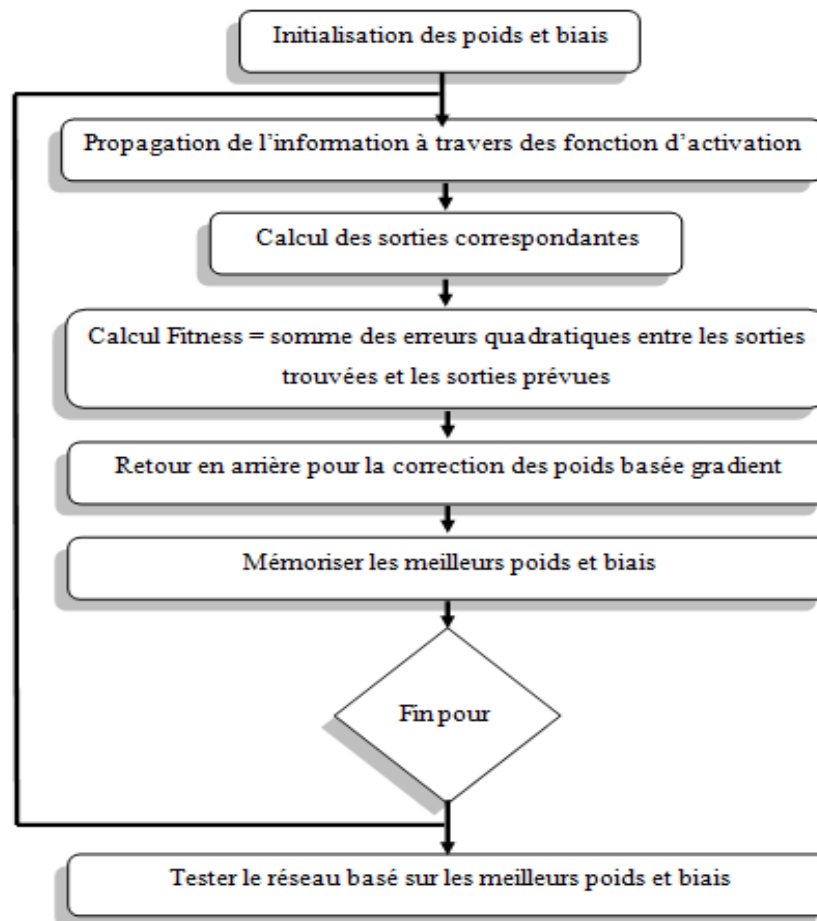 Initialisation des poids et biais
Propagation de l'information à travers des fonction d'activation
Calcul des sorties correspondantes
Calcul Fitness = somme des erreurs quadratiques entre les sorties
trouvées et les sorties prévues
Retour en arrière pour la correction des poids basée gradient
Mémoriser les meilleurs poids et biais
Fin pour
Tester le réseau basé sur les meilleurs poids et biais